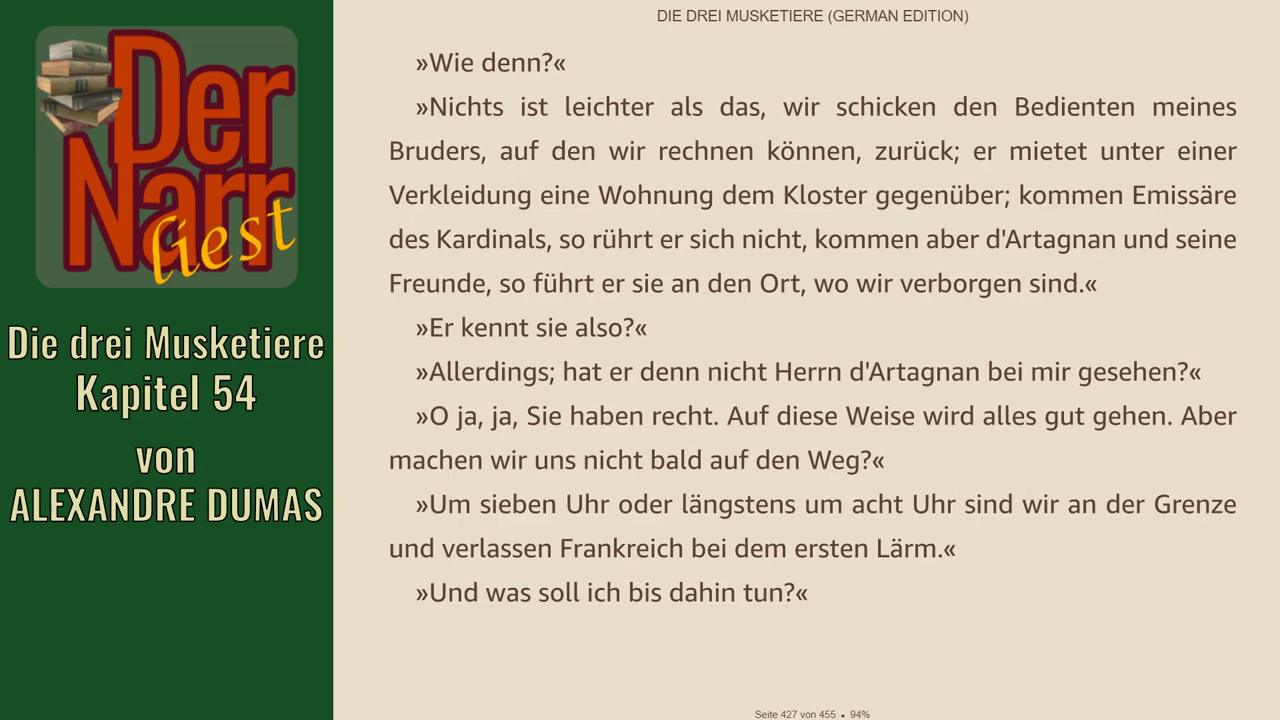 Der
Narr
liest
Die drei Musketiere
Kapitel 54
von
ALEXANDRE DUMAS
DIE DREI MUSKETIERE (GERMAN EDITION)
»Wie denn?«
»Nichts ist leichter als das, wir schicken den Bedienten meines
Bruders, auf den wir rechnen können, zurück; er mietet unter einer
Verkleidung eine Wohnung dem Kloster gegenüber; kommen Emissäre
des Kardinals, so rührt er sich nicht, kommen aber d'Artagnan und seine
Freunde, so führt er sie an den Ort, wo wir verborgen sind.«
»Er kennt sie also?«
»Allerdings; hat er denn nicht Herrn d'Artagnan bei mir gesehen?«
»O ja, ja, Sie haben recht. Auf diese Weise wird alles gut gehen. Aber
machen wir uns nicht bald auf den Weg?«
»Um sieben Uhr oder längstens um acht Uhr sind wir an der Grenze
und verlassen Frankreich bei dem ersten Lärm.«
»Und was soll ich bis dahin tun?«
Seite 427 von 455 • 94%